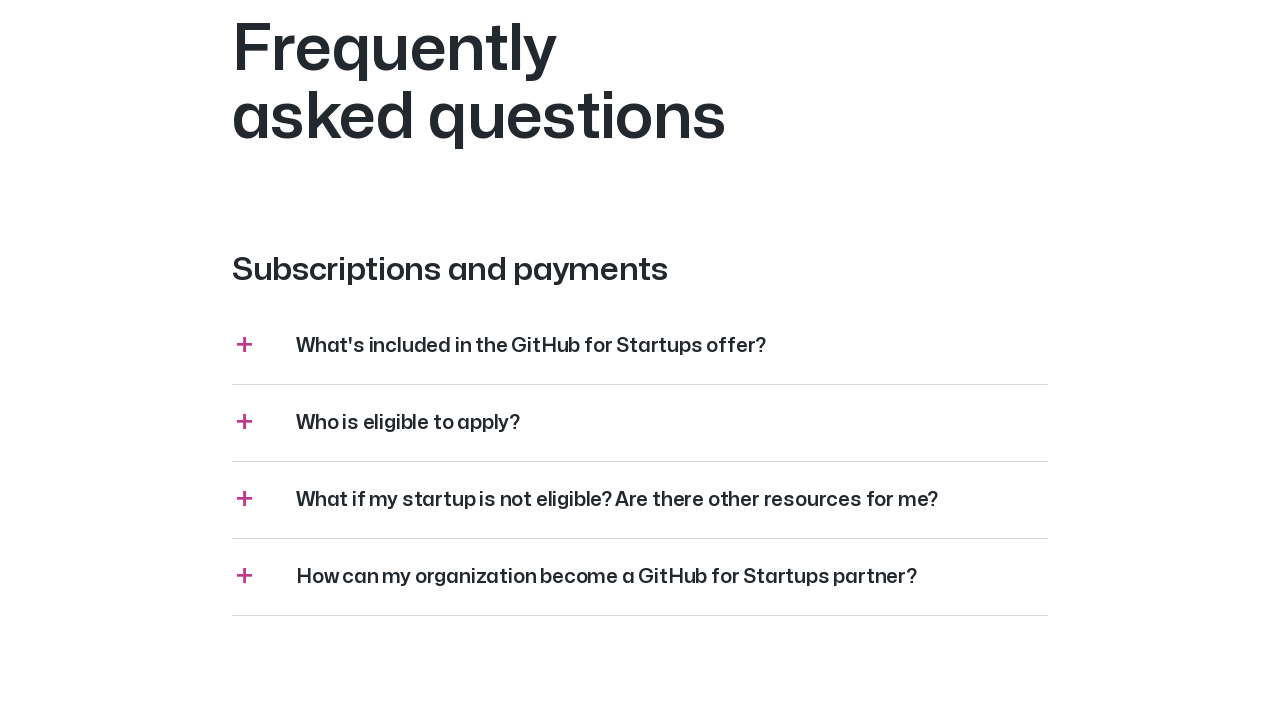 Frequently
asked questions
Subscriptions and payments
What's included in the GitHub for Startups offer?
Who is eligible to apply?
What if my startup is not eligible? Are there other resources for me?
How can my organization become a GitHub for Startups partner?